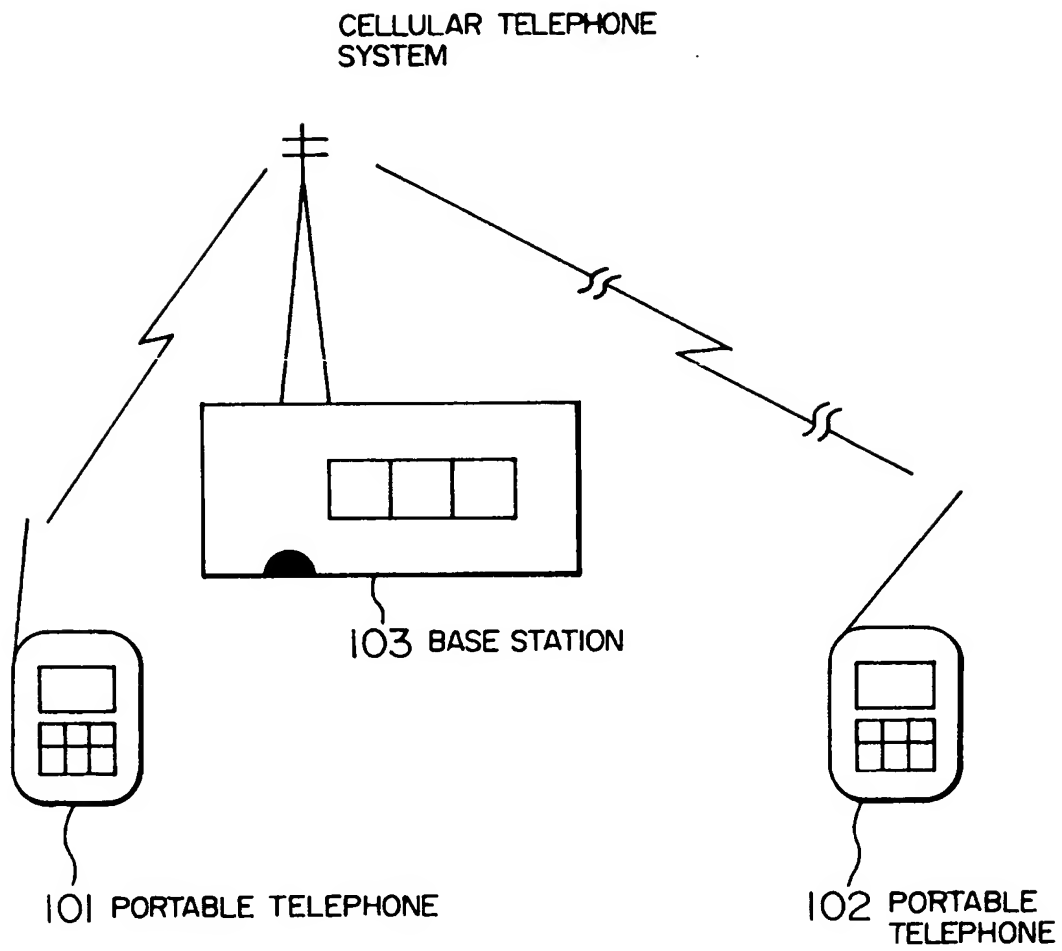 CELLULAR TELEPHONE
SYSTEM
103 BASE STATION
101 PORTABLE TELEPHONE
102 PORTABLE
TELEPHONE